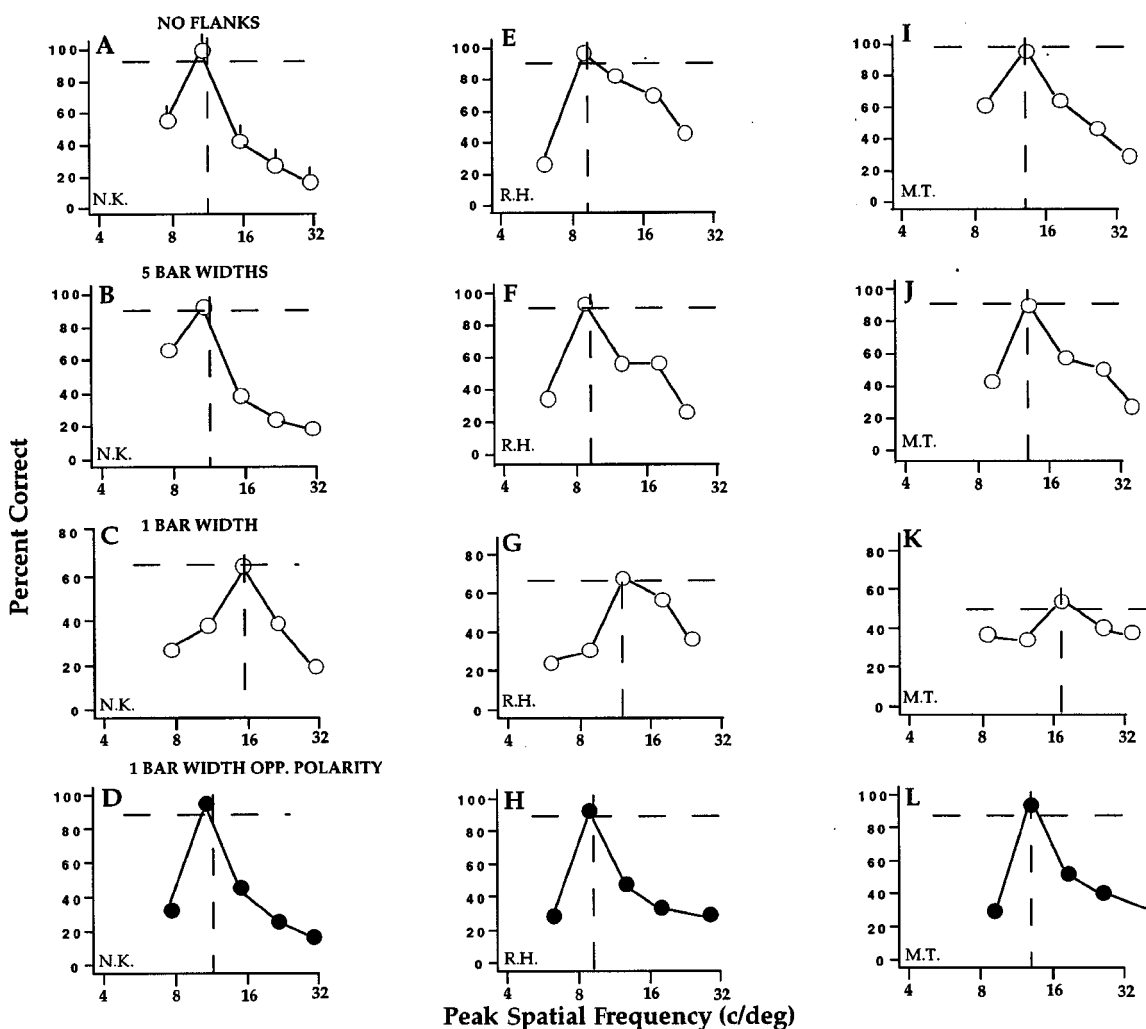 NO FLANKS
A
100
80
60
40
20
0
N.K.
4 8 16 32
E
100
80
60
40
20
0
R.H.
4 8 16 32
I
100
80
60
40
20
0
M.T.
4 8 16 32
5 BAR WIDTHS
B
100
80
60
40
20
0
N.K.
4 8 16 32
F
100
80
60
40
20
0
R.H.
4 8 16 32
J
100
80
60
40
20
0
M.T.
4 8 16 32
Percent Correct
1 BAR WIDTH
C
80
60
40
20
0
N.K.
4 8 16 32
G
80
60
40
20
0
R.H.
4 8 16 32
K
80
60
40
20
0
M.T.
4 8 16 32
1 BAR WIDTH OPP. POLARITY
D
100
80
60
40
20
0
N.K.
4 8 16 32
H
100
80
60
40
20
0
R.H.
4 8 16 32
L
100
80
60
40
20
0
M.T.
4 8 16 32
Peak Spatial Frequency (c/deg)